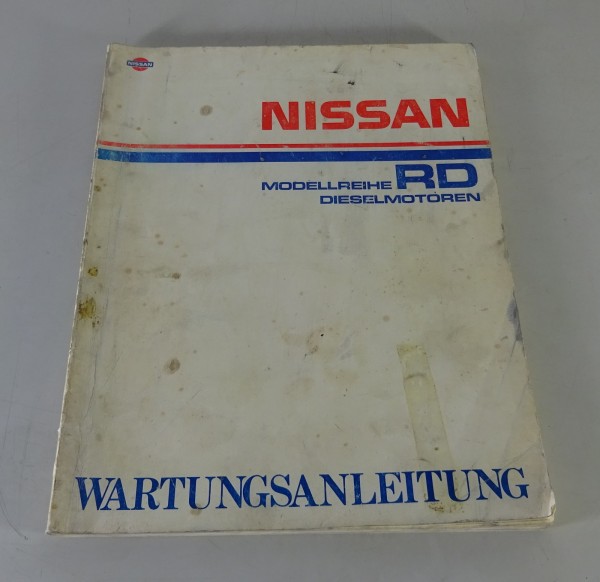 NISSAN
NISSAN
MODELLREIHE RD
DIESELMOTOREN
WARTUNGSANLEITUNG